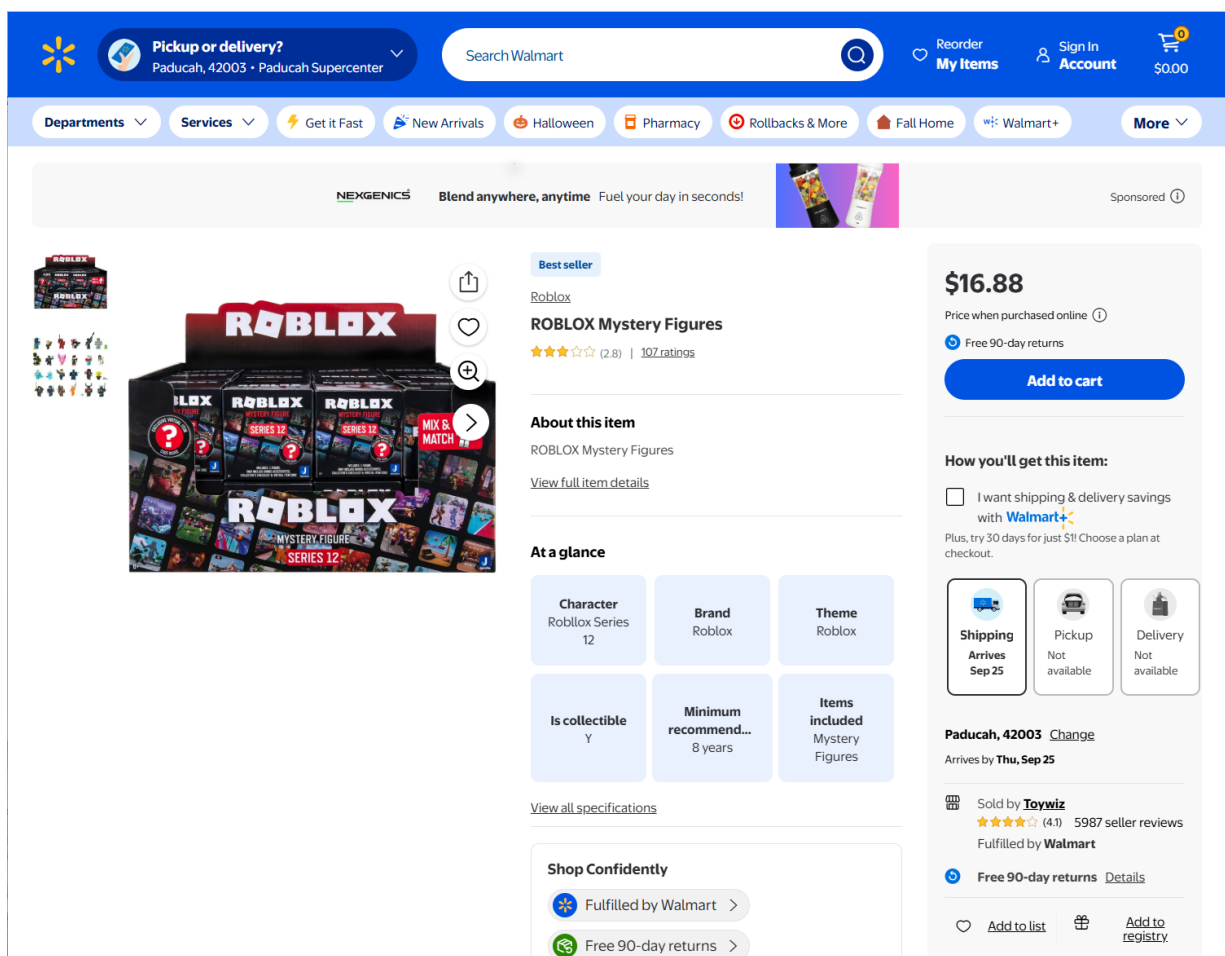 Pickup or delivery?
Paducah, 42003 • Paducah Supercenter
Search Walmart
Reorder
My Items
Sign In
Account
0
$0.00
Departments
Services
Get it Fast
New Arrivals
Halloween
Pharmacy
Rollbacks & More
Fall Home
Walmart+
More
NEXGENICS
Blend anywhere, anytime Fuel your day in seconds!
Sponsored
ROBLOX
ROBLOX
ROBLOX
MYSTERY FIGURE
SERIES 12
ROBLOX
MYSTERY FIGURE
SERIES 12
MIX &
MATCH
ROBLOX
MYSTERY FIGURE
SERIES 12
Best seller
Roblox
ROBLOX Mystery Figures
(2.8) | 107 ratings
About this item
ROBLOX Mystery Figures
View full item details
At a glance
Character
Robllox Series
12
Brand
Roblox
Theme
Roblox
Is collectible
Y
Minimum
recommend...
8 years
Items
included
Mystery
Figures
View all specifications
Shop Confidently
Fulfilled by Walmart
Free 90-day returns
$16.88
Price when purchased online
Free 90-day returns
Add to cart
How you'll get this item:
I want shipping & delivery savings
with Walmart+
Plus, try 30 days for just $1! Choose a plan at
checkout.
Shipping
Arrives
Sep 25
Pickup
Not
available
Delivery
Not
available
Paducah, 42003 Change
Arrives by Thu, Sep 25
Sold by Toywiz
(4.1) 5987 seller reviews
Fulfilled by Walmart
Free 90-day returns Details
Add to list
Add to
registry